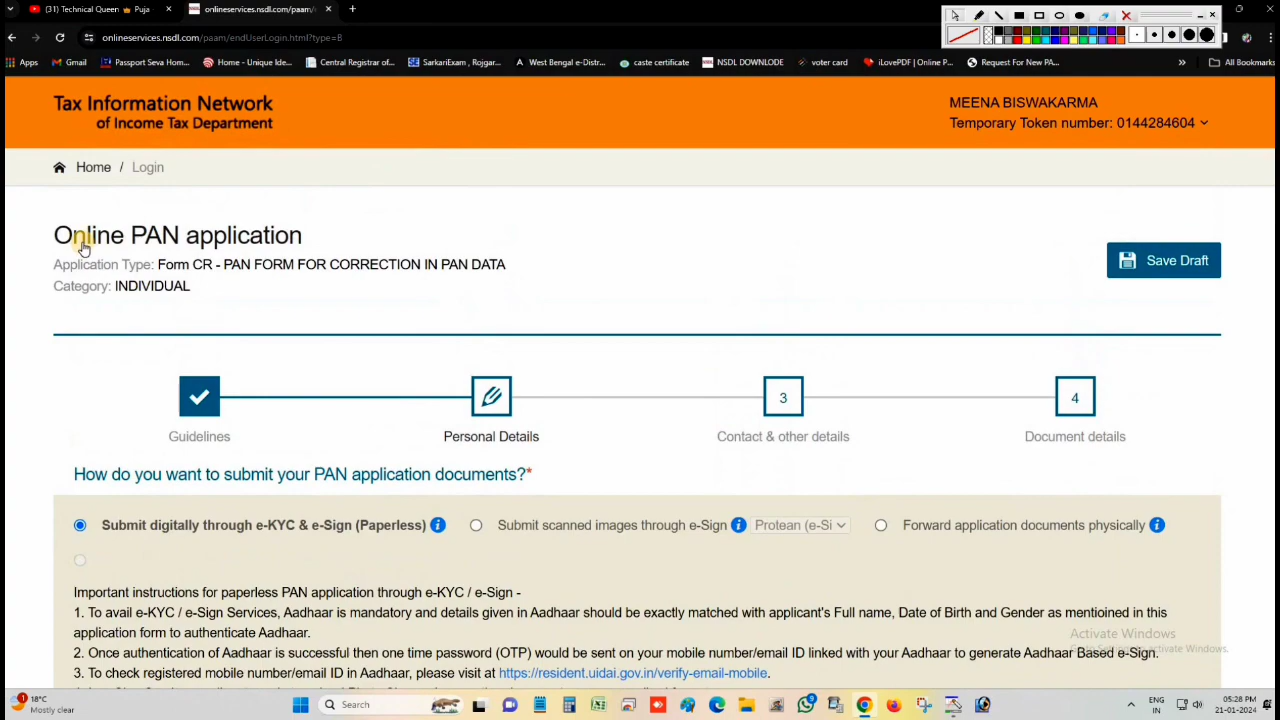 (31) Technical Queen 👑 Puja
onlineservices.nsdl.com/paam/
onlineservices.nsdl.com/paam/endUserLogin.html?type=B
Apps
Gmail
Passport Seva Hom...
Home - Unique Ide...
Central Registrar of...
SarkariExam , Rojgar...
West Bengal e-Distr...
caste certificate
NSDL DOWNLODE
voter card
iLovePDF | Online P...
Request For New PA...
»
All Bookmarks
Tax Information Network
of Income Tax Department
MEENA BISWAKARMA
Temporary Token number: 0144284604
Home / Login
Online PAN application
Application Type: Form CR - PAN FORM FOR CORRECTION IN PAN DATA
Category: INDIVIDUAL
Save Draft
3
4
Guidelines
Personal Details
Contact & other details
Document details
How do you want to submit your PAN application documents?*
Submit digitally through e-KYC & e-Sign (Paperless)
Submit scanned images through e-Sign
Protean (e-Si
Forward application documents physically
Important instructions for paperless PAN application through e-KYC / e-Sign -
1. To avail e-KYC / e-Sign Services, Aadhaar is mandatory and details given in Aadhaar should be exactly matched with applicant's Full name, Date of Birth and Gender as mentioined in this
application form to authenticate Aadhaar.
2. Once authentication of Aadhaar is successful then one time password (OTP) would be sent on your mobile number/email ID linked with your Aadhaar to generate Aadhaar Based e-Sign.
3. To check registered mobile number/email ID in Aadhaar, please visit at https://resident.uidai.gov.in/verify-email-mobile.
Activate Windows
Go to Settings to activate Windows.
1
18°C
Mostly clear
Search
9
ENG
IN
05:28 PM
21-01-2024